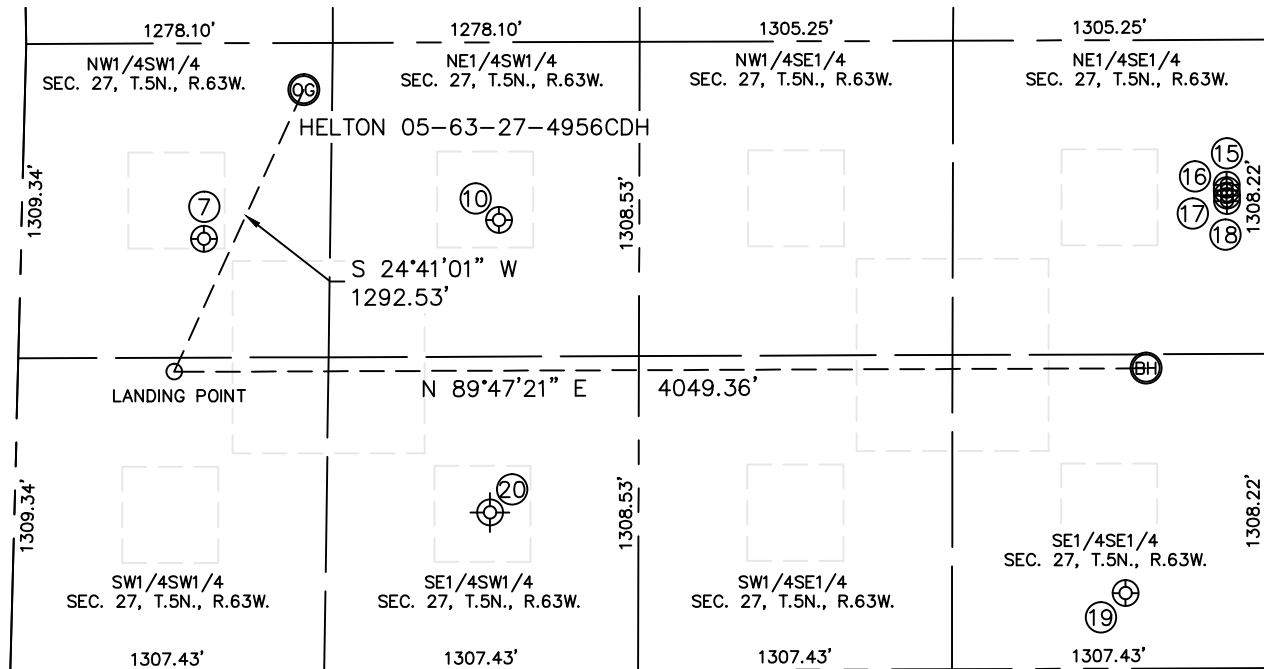 1278.10'
1278.10'
1305.25'
1305.25'
NW1/4SW1/4
SEC. 27, T.5N., R.63W.
NE1/4SW1/4
SEC. 27, T.5N., R.63W.
NW1/4SE1/4
SEC. 27, T.5N., R.63W.
NE1/4SE1/4
SEC. 27, T.5N., R.63W.
OG
HELTON 05-63-27-4956CDH
1309.34'
7
10
1308.53'
15
16
17
18
1308.22'
S 24°41'01" W
1292.53'
LANDING POINT
N 89°47'21" E 4049.36'
BH
1309.34'
20
1308.53'
1308.22'
SW1/4SW1/4
SEC. 27, T.5N., R.63W.
SE1/4SW1/4
SEC. 27, T.5N., R.63W.
SW1/4SE1/4
SEC. 27, T.5N., R.63W.
SE1/4SE1/4
SEC. 27, T.5N., R.63W.
19
1307.43'
1307.43'
1307.43'
1307.43'